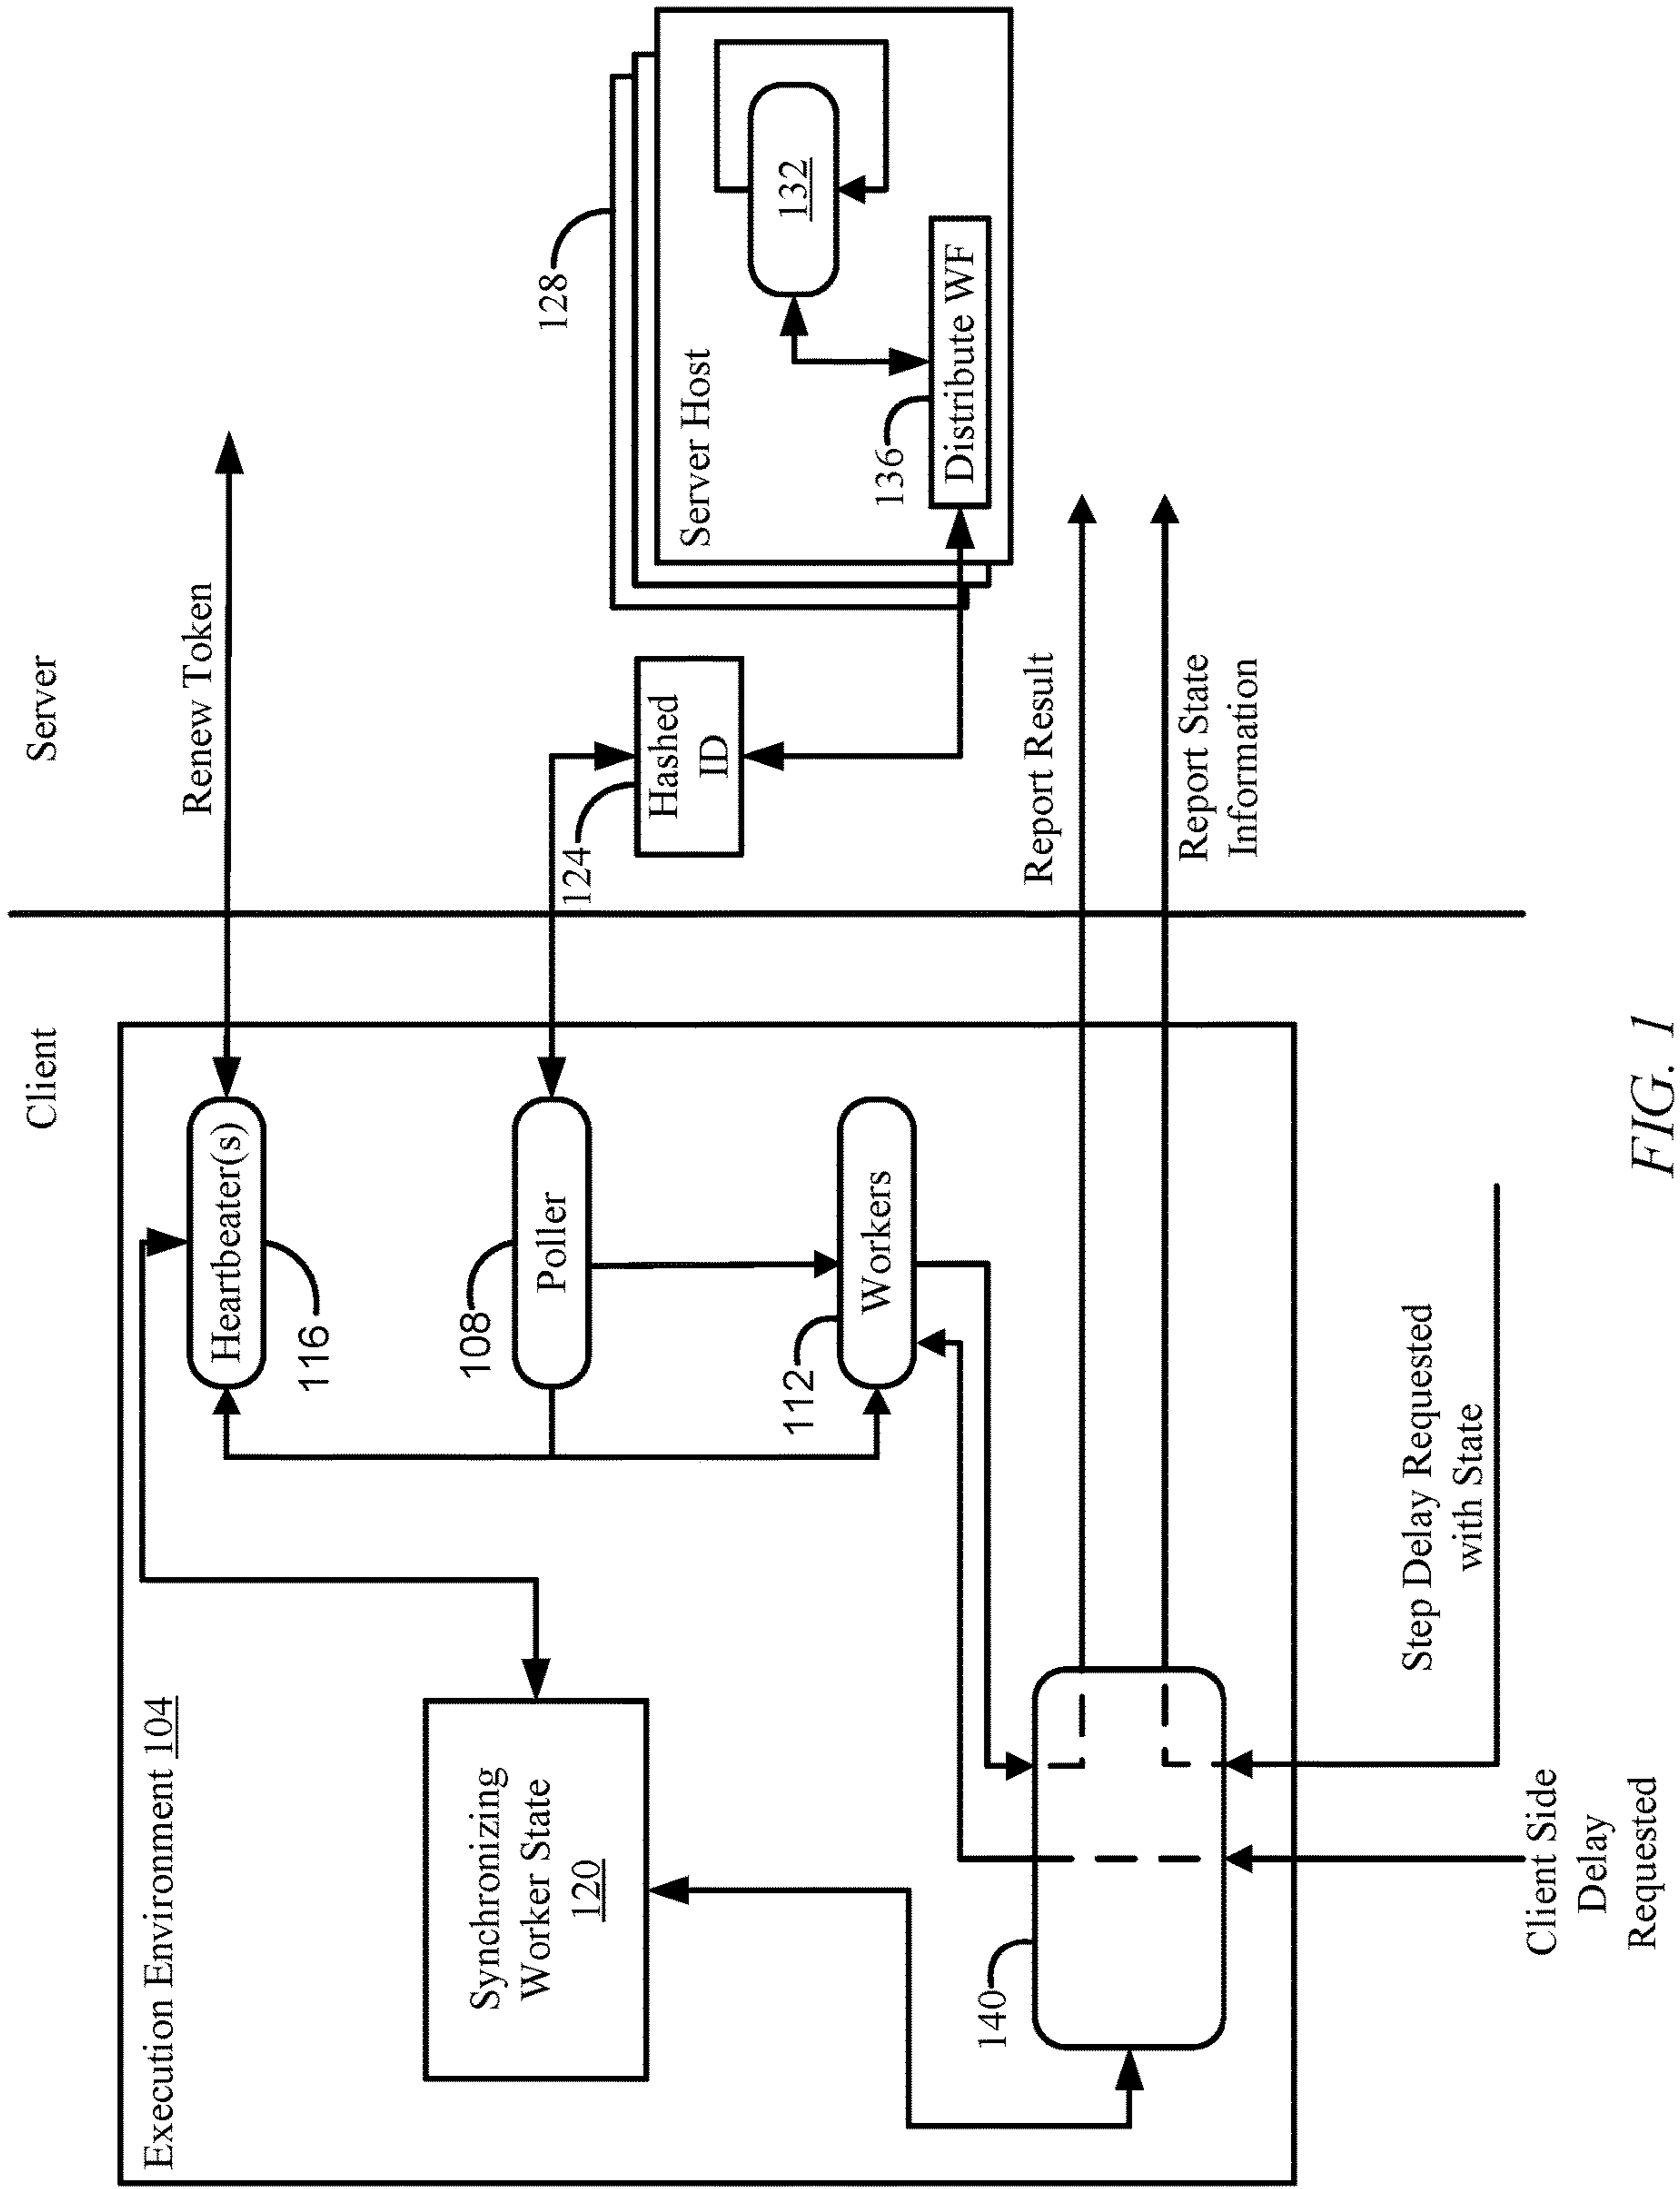 Client
Server
Execution Environment 104
Heartbeater(s)
116
Renew Token
Synchronizing
Worker State
120
Poller
108
124
Hashed
ID
128
Server Host
132
136
Distribute WF
Workers
112
140
Report Result
Report State
Information
Step Delay Requested
with State
Client Side
Delay
Requested
FIG. 1